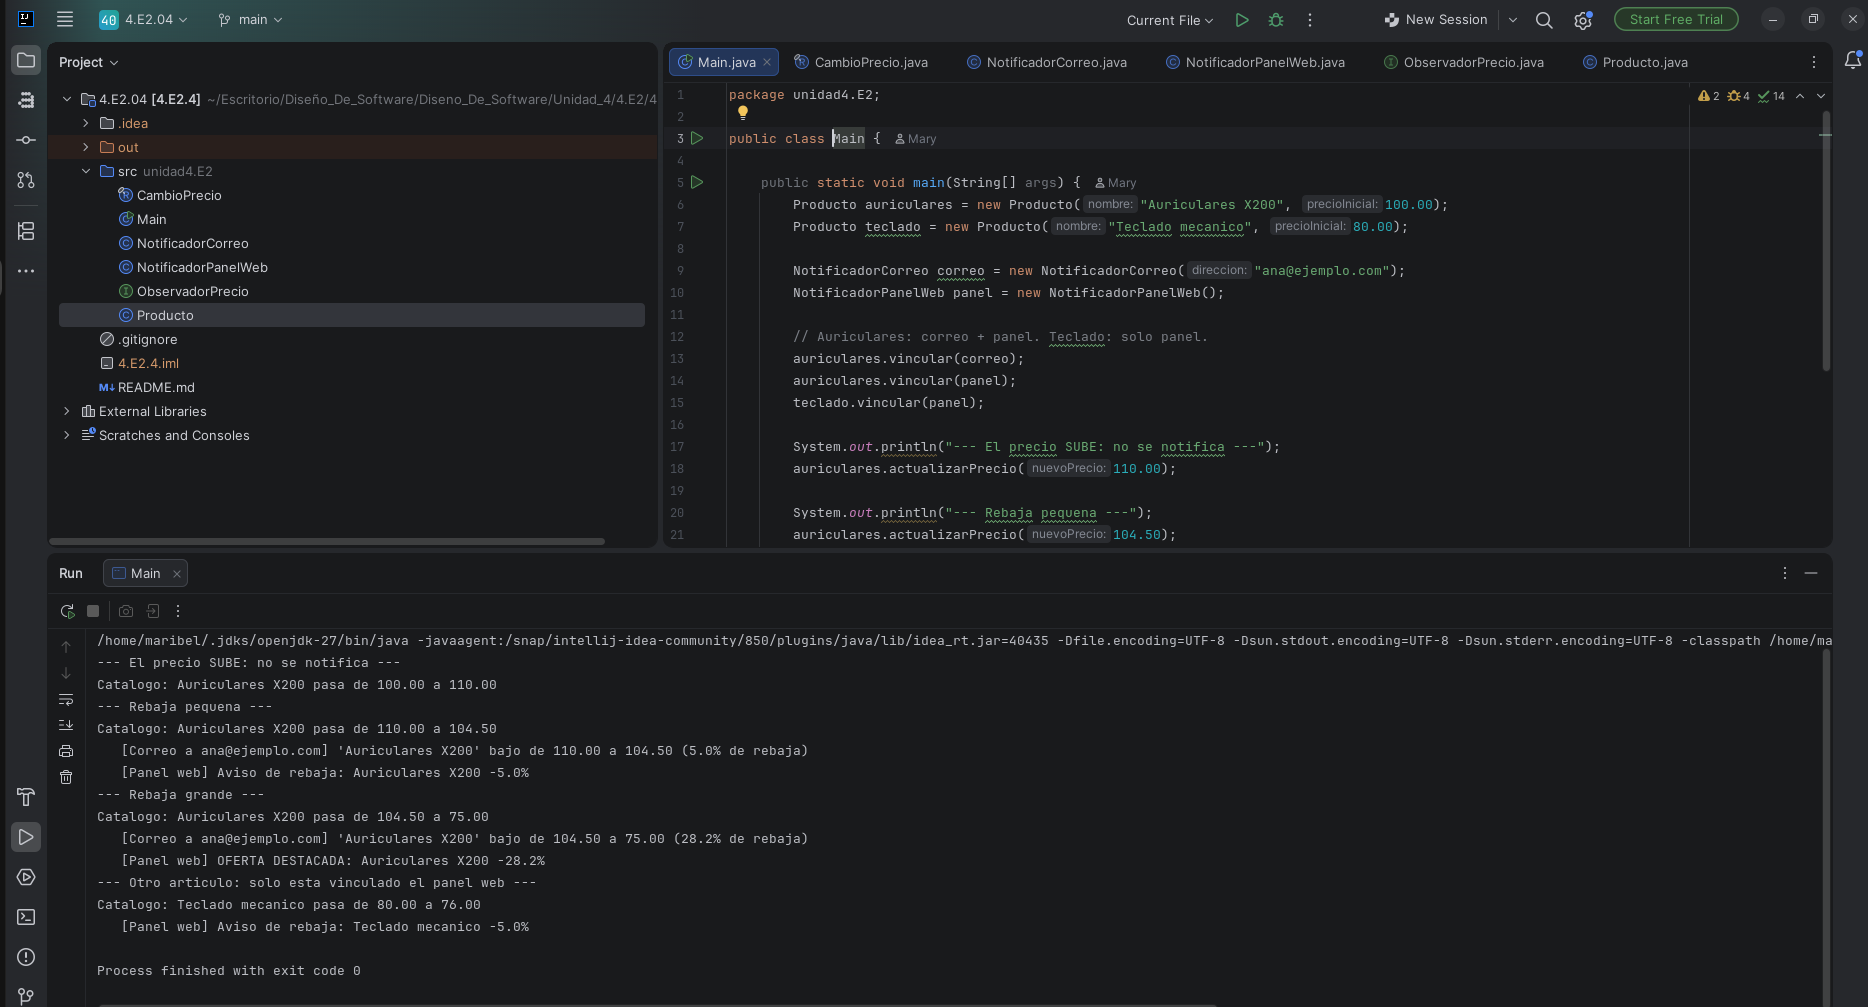 IJ
40 4.E2.04
main
Current File
New Session
Start Free Trial
Project
4.E2.04 [4.E2.4] ~/Escritorio/Diseño_De_Software/Diseno_De_Software/Unidad_4/4.E2/4
.idea
out
src unidad4.E2
CambioPrecio
Main
NotificadorCorreo
NotificadorPanelWeb
ObservadorPrecio
Producto
.gitignore
4.E2.4.iml
M↓ README.md
External Libraries
Scratches and Consoles
Main.java
CambioPrecio.java
NotificadorCorreo.java
NotificadorPanelWeb.java
ObservadorPrecio.java
Producto.java
2 4 14
1 package unidad4.E2;
2
3 public class Main { Mary
4
5 public static void main(String[] args) { Mary
6 Producto auriculares = new Producto( nombre: "Auriculares X200", precioInicial: 100.00);
7 Producto teclado = new Producto( nombre: "Teclado mecanico", precioInicial: 80.00);
8
9 NotificadorCorreo correo = new NotificadorCorreo( direccion: "ana@ejemplo.com");
10 NotificadorPanelWeb panel = new NotificadorPanelWeb();
11
12 // Auriculares: correo + panel. Teclado: solo panel.
13 auriculares.vincular(correo);
14 auriculares.vincular(panel);
15 teclado.vincular(panel);
16
17 System.out.println("--- El precio SUBE: no se notifica ---");
18 auriculares.actualizarPrecio( nuevoPrecio: 110.00);
19
20 System.out.println("--- Rebaja pequena ---");
21 auriculares.actualizarPrecio( nuevoPrecio: 104.50);
Run
Main
/home/maribel/.jdks/openjdk-27/bin/java -javaagent:/snap/intellij-idea-community/850/plugins/java/lib/idea_rt.jar=40435 -Dfile.encoding=UTF-8 -Dsun.stdout.encoding=UTF-8 -Dsun.stderr.encoding=UTF-8 -classpath /home/ma
--- El precio SUBE: no se notifica ---
Catalogo: Auriculares X200 pasa de 100.00 a 110.00
--- Rebaja pequena ---
Catalogo: Auriculares X200 pasa de 110.00 a 104.50
[Correo a ana@ejemplo.com] 'Auriculares X200' bajo de 110.00 a 104.50 (5.0% de rebaja)
[Panel web] Aviso de rebaja: Auriculares X200 -5.0%
--- Rebaja grande ---
Catalogo: Auriculares X200 pasa de 104.50 a 75.00
[Correo a ana@ejemplo.com] 'Auriculares X200' bajo de 104.50 a 75.00 (28.2% de rebaja)
[Panel web] OFERTA DESTACADA: Auriculares X200 -28.2%
--- Otro articulo: solo esta vinculado el panel web ---
Catalogo: Teclado mecanico pasa de 80.00 a 76.00
[Panel web] Aviso de rebaja: Teclado mecanico -5.0%
Process finished with exit code 0